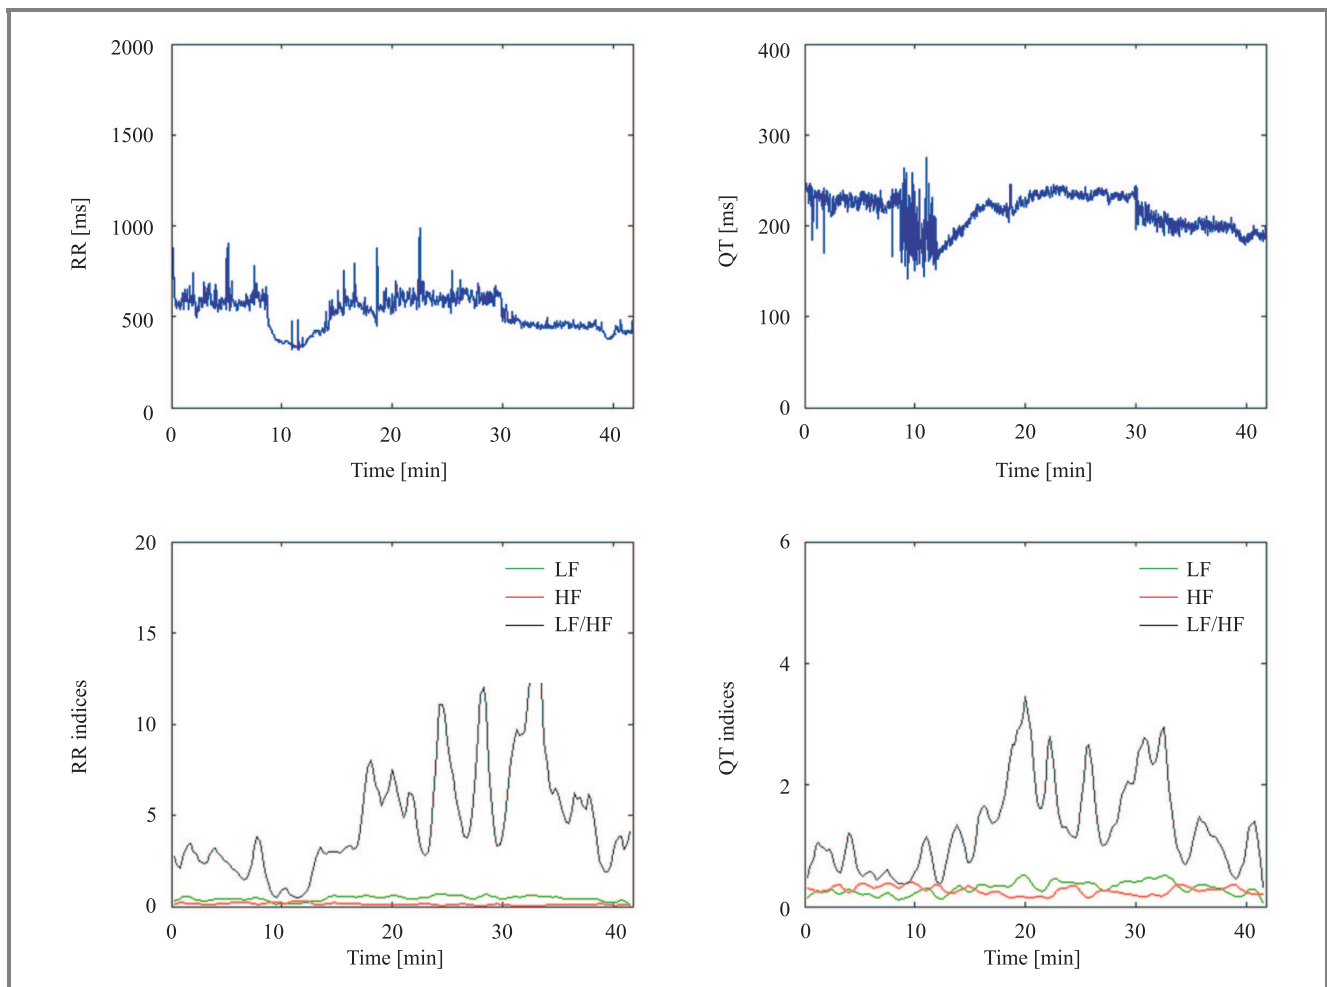 2000
1500
1000
500
0
RR [ms]
0 10 20 30 40
Time [min]
400
300
200
100
0
QT [ms]
0 10 20 30 40
Time [min]
20
15
10
5
0
RR indices
LF
HF
LF/HF
0 10 20 30 40
Time [min]
6
4
2
0
QT indices
LF
HF
LF/HF
0 10 20 30 40
Time [min]